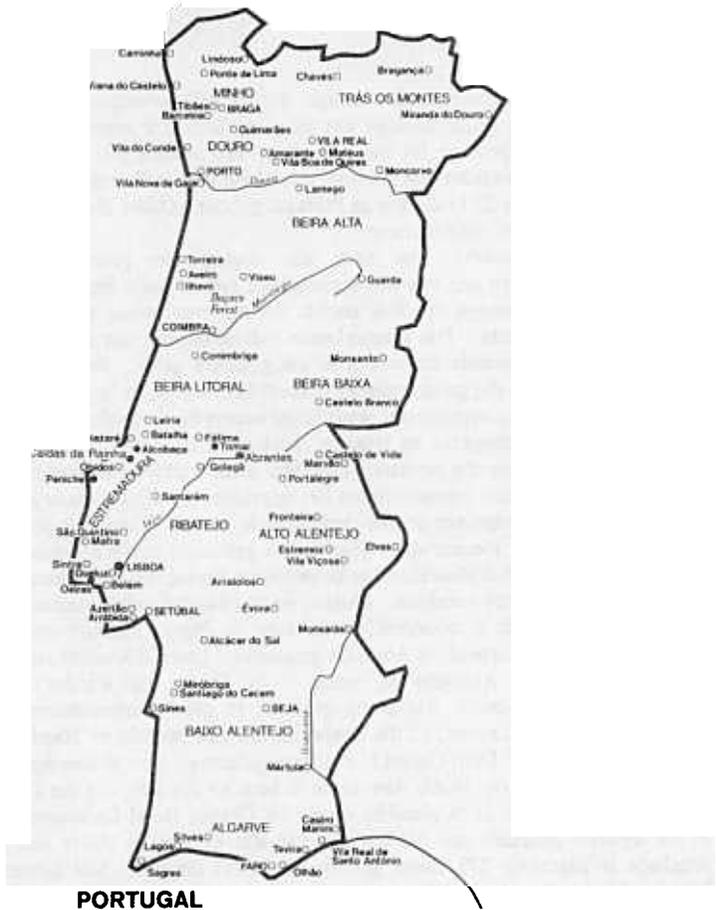 Caminha
Lindoso
Ponte de Lima
Chaves
Bragança
Viana do Castelo
MINHO
TRÁS OS MONTES
Tibães
BRAGA
Barcelos
Miranda do Douro
Guimarães
Vila do Conde
DOURO
VILA REAL
Amarante
Mateus
Vila Boa de Quires
PORTO
Moncorvo
Vila Nova de Gaia
Lamego
BEIRA ALTA
Torreira
Aveiro
Viseu
Ilhavo
Guarda
Buçaco
Forest
Mondego
COIMBRA
Conimbriga
Monsanto
BEIRA LITORAL
BEIRA BAIXA
Castelo Branco
Leiria
Nazaré
Batalha
Fátima
Alcobaça
Tomar
Caldas da Rainha
Abrantes
Castelo de Vide
Óbidos
Golegã
Marvão
Peniche
Portalegre
ESTREMADURA
Santarém
Fronteira
São Quintino
RIBATEJO
ALTO ALENTEJO
Mafra
Estremoz
Elvas
Vila Viçosa
Sintra
LISBOA
Queluz
Oeiras
Belem
Arraiolos
Azeitão
SETÚBAL
Évora
Arrábida
Monsaraz
Alcácer do Sal
Miróbriga
Santiago do Cacem
Sines
BEJA
BAIXO ALENTEJO
Mértola
ALGARVE
Castro
Marim
Silves
Lagos
Tavira
Vila Real de
Santo António
Sagres
FARO
Olhão
PORTUGAL